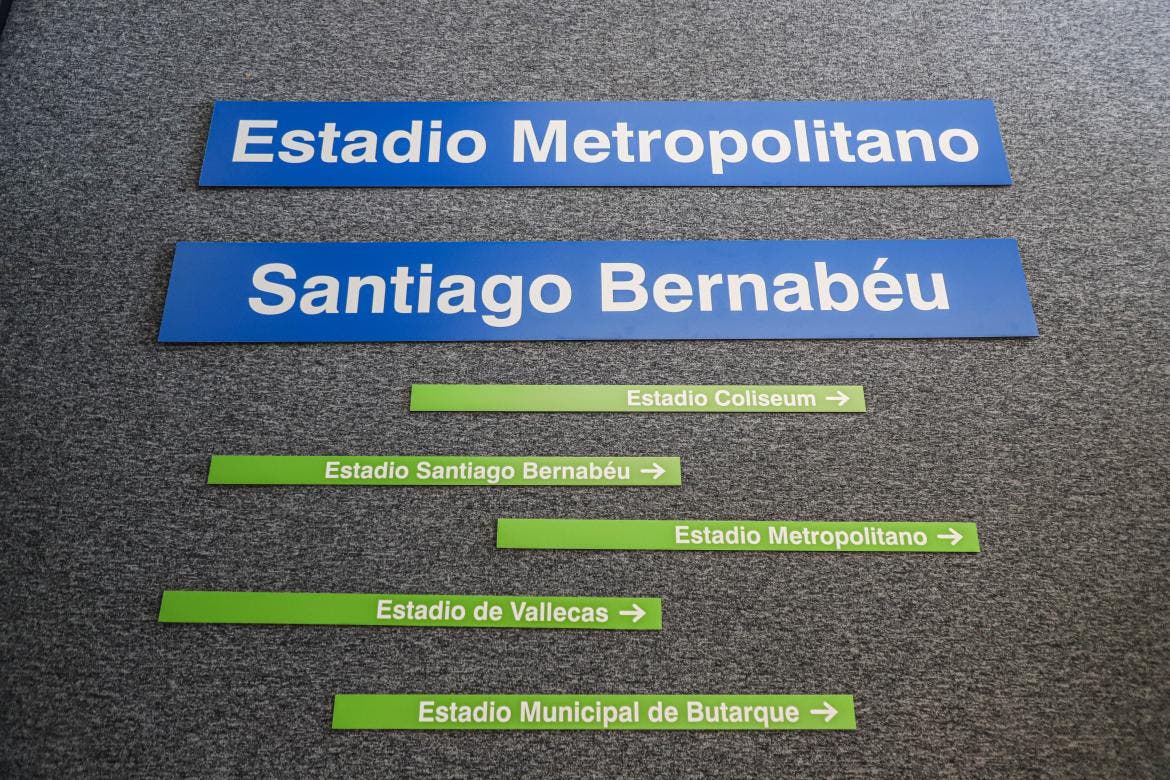 Estadio Metropolitano
Santiago Bernabéu
Estadio Coliseum →
Estadio Santiago Bernabéu →
Estadio Metropolitano →
Estadio de Vallecas →
Estadio Municipal de Butarque →